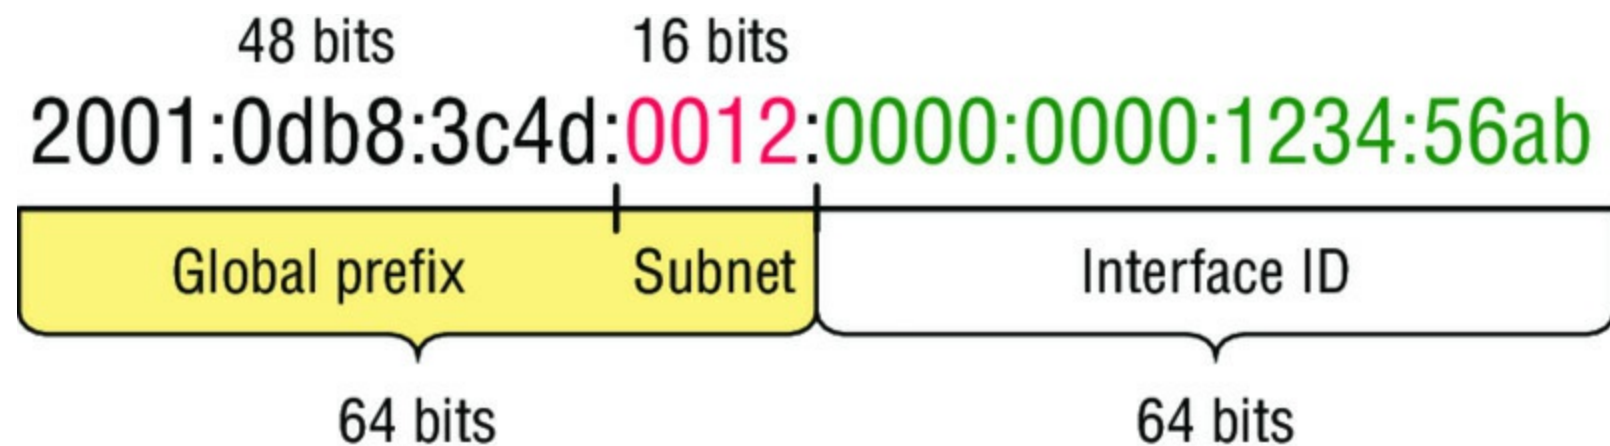 48 bits 16 bits
2001:0db8:3c4d:0012:0000:0000:1234:56ab
Global prefix Subnet Interface ID
64 bits 64 bits